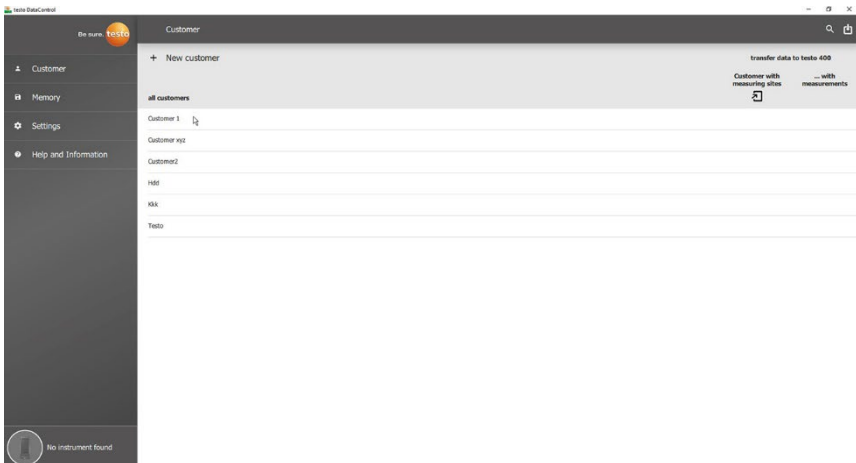 testo DataControl
Be sure. testo
Customer
Customer
Memory
Settings
Help and Information
No instrument found
+ New customer
transfer data to testo 400
Customer with
measuring sites
... with
measurements
all customers
Customer 1
Customer xyz
Customer2
Hdd
Kkk
Testo